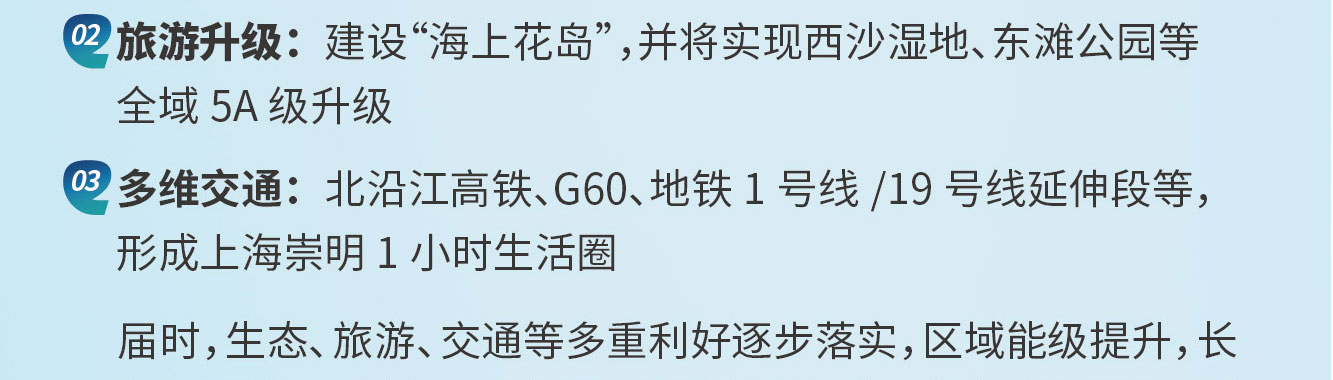 02 旅游升级：建设“海上花岛”，并将实现西沙湿地、东滩公园等
全域 5A 级升级
03 多维交通：北沿江高铁、G60、地铁 1 号线 /19 号线延伸段等，
形成上海崇明 1 小时生活圈
届时，生态、旅游、交通等多重利好逐步落实，区域能级提升，长